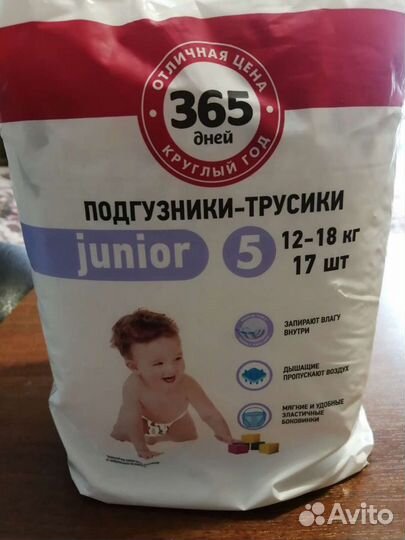 ОТЛИЧНАЯ ЦЕНА
365
дней
КРУГЛЫЙ ГОД
ПОДГУЗНИКИ-ТРУСИКИ
junior
5
12-18 кг
17 шт
ЗАПИРАЮТ ВЛАГУ
ВНУТРИ
ДЫШАЩИЕ
ПРОПУСКАЮТ ВОЗДУХ
МЯГКИЕ И УДОБНЫЕ
ЭЛАСТИЧНЫЕ
БОКОВИНКИ
Avito